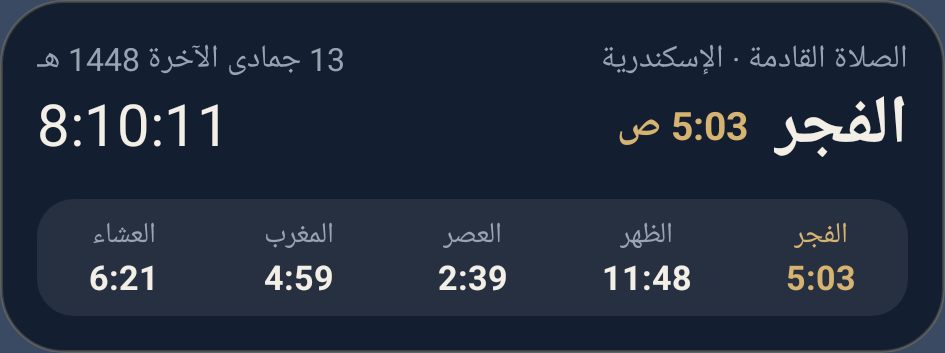 الصلاة القادمة · الإسكندرية
13 جمادى الآخرة 1448 هـ
الفجر 5:03 ص
8:10:11
الفجر الظهر العصر المغرب العشاء
5:03 11:48 2:39 4:59 6:21